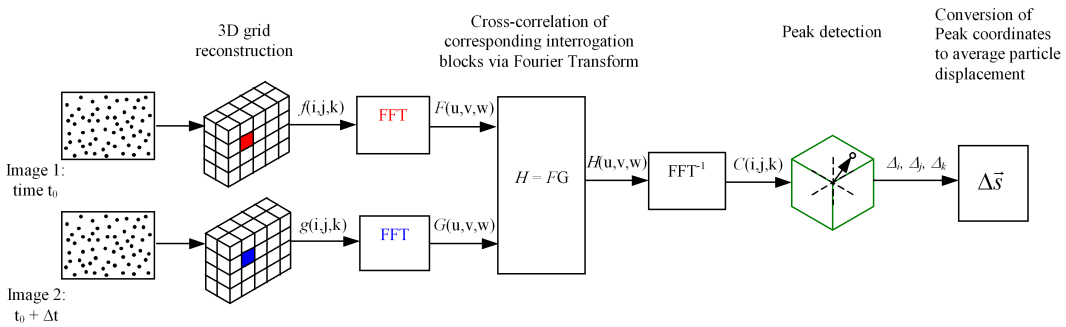 3D grid
reconstruction
Cross-correlation of
corresponding interrogation
blocks via Fourier Transform
Peak detection
Conversion of
Peak coordinates
to average particle
displacement
Image 1:
time t₀
f(i,j,k)
FFT
F(u,v,w)
H = FG
H(u,v,w)
FFT⁻¹
C(i,j,k)
Δi, Δj, Δk
Δs⃗
Image 2:
t₀ + Δt
g(i,j,k)
FFT
G(u,v,w)